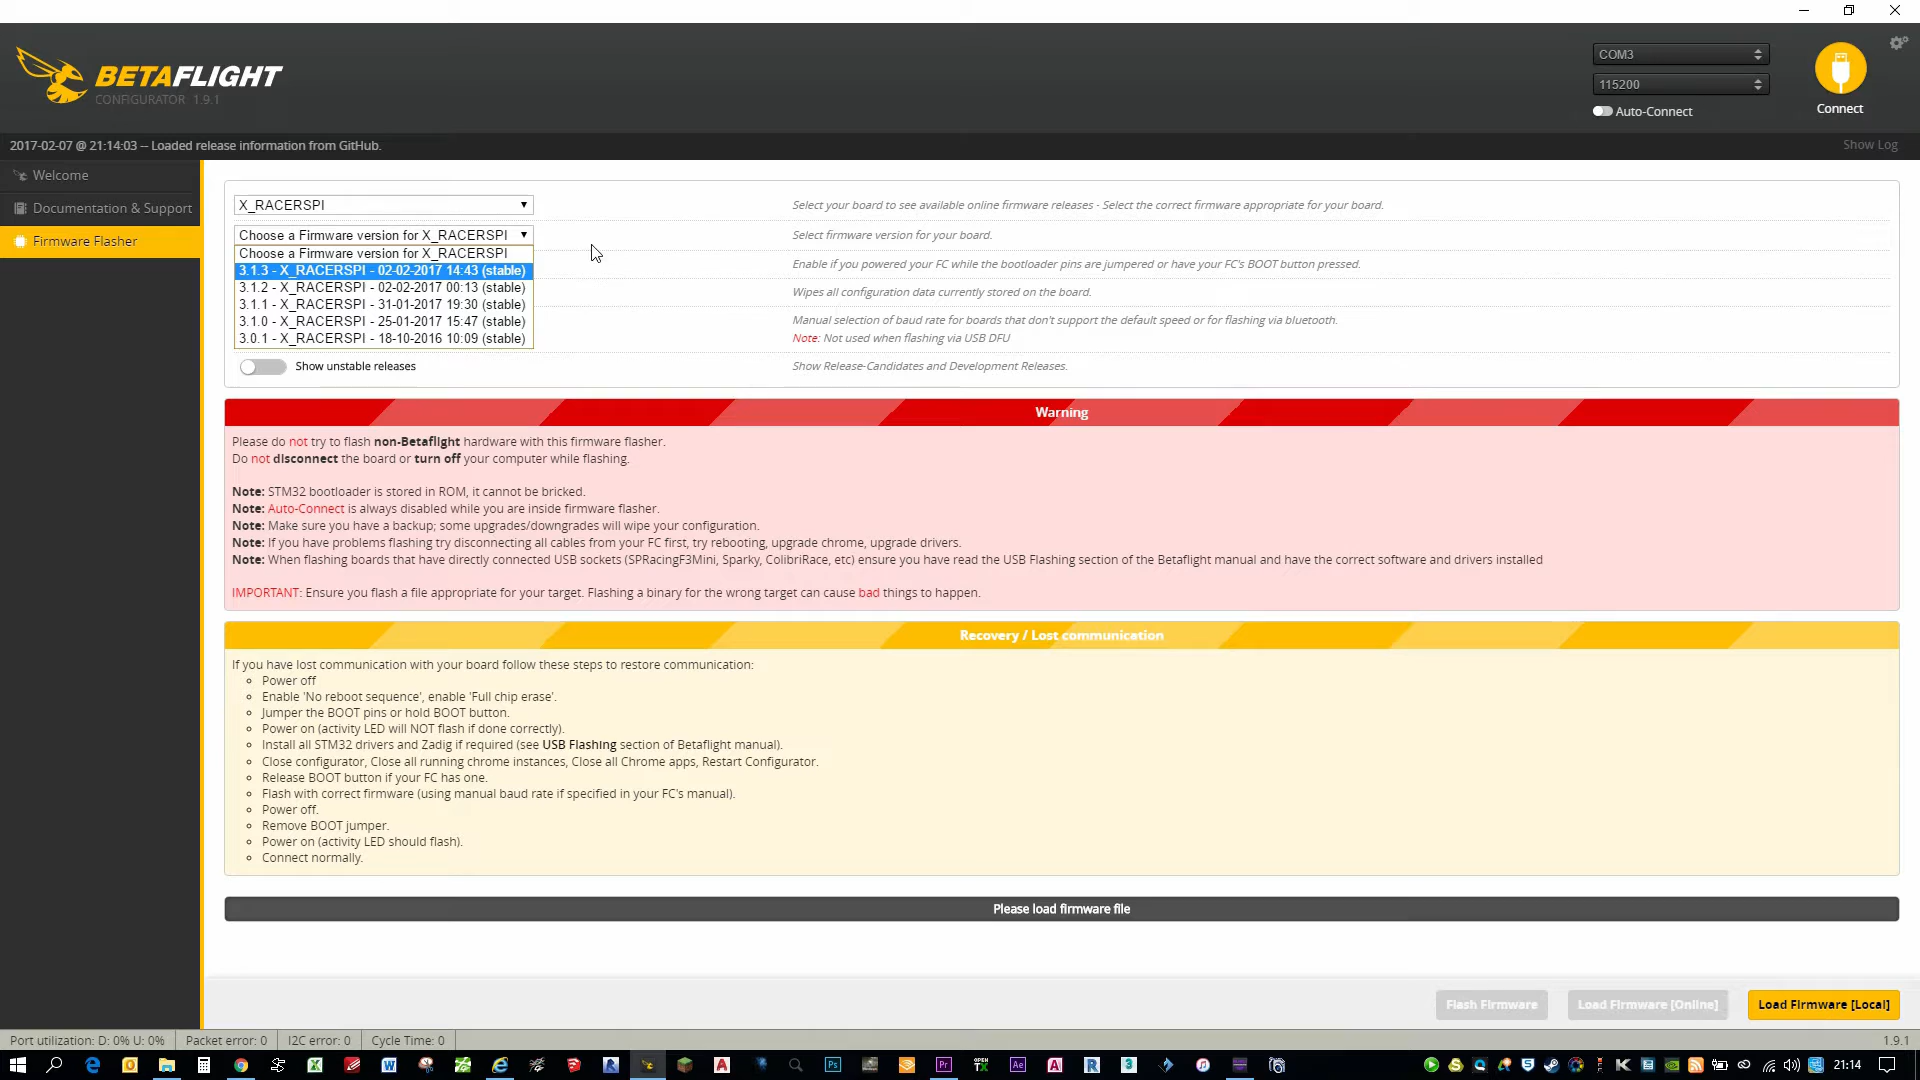 BETAFLIGHT
CONFIGURATOR 1.9.1
COM3
115200
Auto-Connect
Connect
2017-02-07 @ 21:14:03 -- Loaded release information from GitHub.
Show Log
Welcome
Documentation & Support
Firmware Flasher
X_RACERSPI
Select your board to see available online firmware releases - Select the correct firmware appropriate for your board.
Choose a Firmware version for X_RACERSPI
Select firmware version for your board.
Choose a Firmware version for X_RACERSPI
3.1.3 - X_RACERSPI - 02-02-2017 14:43 (stable)
3.1.2 - X_RACERSPI - 02-02-2017 00:13 (stable)
3.1.1 - X_RACERSPI - 31-01-2017 19:30 (stable)
3.1.0 - X_RACERSPI - 25-01-2017 15:47 (stable)
3.0.1 - X_RACERSPI - 18-10-2016 10:09 (stable)
Enable if you powered your FC while the bootloader pins are jumpered or have your FC's BOOT button pressed.
Wipes all configuration data currently stored on the board.
Manual selection of baud rate for boards that don't support the default speed or for flashing via bluetooth.
Note: Not used when flashing via USB DFU
Show unstable releases
Show Release-Candidates and Development Releases.
Warning
Please do not try to flash non-Betaflight hardware with this firmware flasher.
Do not disconnect the board or turn off your computer while flashing.
Note: STM32 bootloader is stored in ROM, it cannot be bricked.
Note: Auto-Connect is always disabled while you are inside firmware flasher.
Note: Make sure you have a backup; some upgrades/downgrades will wipe your configuration.
Note: If you have problems flashing try disconnecting all cables from your FC first, try rebooting, upgrade chrome, upgrade drivers.
Note: When flashing boards that have directly connected USB sockets (SPRacingF3Mini, Sparky, ColibriRace, etc) ensure you have read the USB Flashing section of the Betaflight manual and have the correct software and drivers installed
IMPORTANT: Ensure you flash a file appropriate for your target. Flashing a binary for the wrong target can cause bad things to happen.
Recovery / Lost communication
If you have lost communication with your board follow these steps to restore communication:
Power off
Enable 'No reboot sequence', enable 'Full chip erase'.
Jumper the BOOT pins or hold BOOT button.
Power on (activity LED will NOT flash if done correctly).
Install all STM32 drivers and Zadig if required (see USB Flashing section of Betaflight manual).
Close configurator, Close all running chrome instances, Close all Chrome apps, Restart Configurator.
Release BOOT button if your FC has one.
Flash with correct firmware (using manual baud rate if specified in your FC's manual).
Power off.
Remove BOOT jumper.
Power on (activity LED should flash).
Connect normally.
Please load firmware file
Flash Firmware
Load Firmware [Online]
Load Firmware [Local]
Port utilization: D: 0% U: 0%
Packet error: 0
I2C error: 0
Cycle Time: 0
1.9.1
21:14